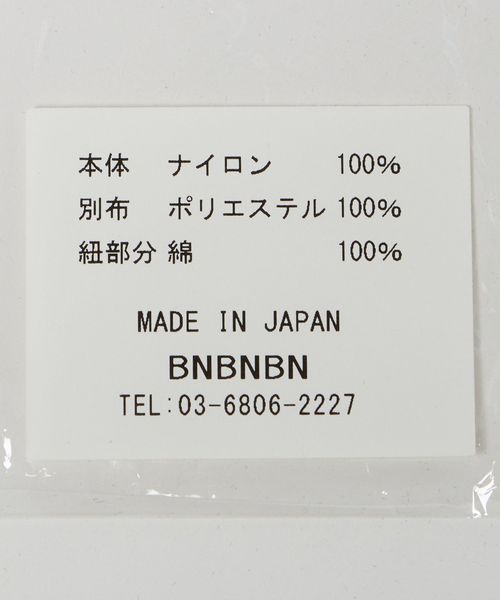 本体 ナイロン 100%
別布 ポリエステル 100%
紐部分 綿 100%
MADE IN JAPAN
BNBNBN
TEL:03-6806-2227